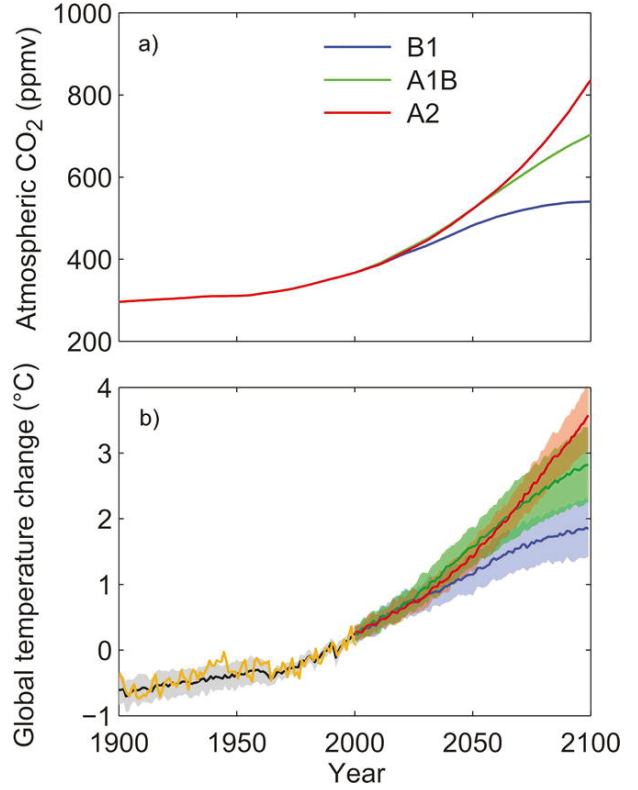 1000
800
600
400
200
Atmospheric CO₂ (ppmv)
a)
B1
A1B
A2
4
3
2
1
0
−1
Global temperature change (°C)
b)
1900
1950
2000
2050
2100
Year